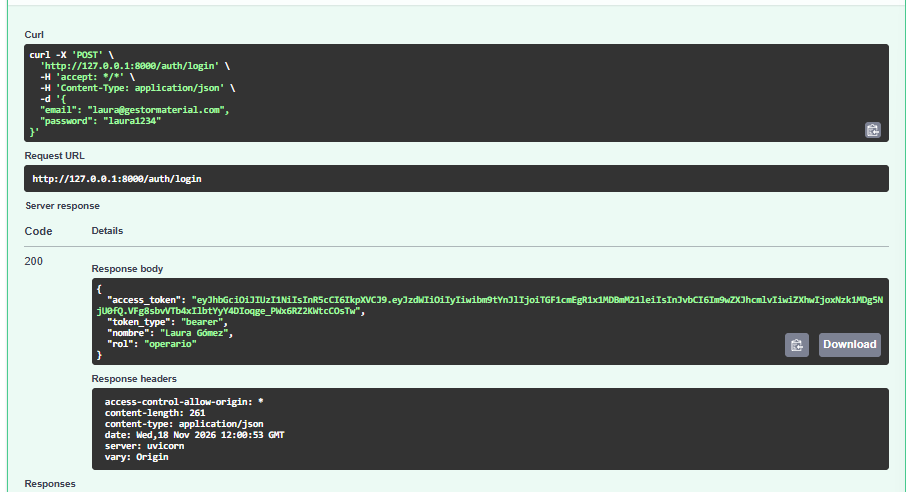 Curl
curl -X 'POST' \
'http://127.0.0.1:8000/auth/login' \
-H 'accept: */*' \
-H 'Content-Type: application/json' \
-d '{
"email": "laura@gestormaterial.com",
"password": "laura1234"
}'
Request URL
http://127.0.0.1:8000/auth/login
Server response
Code
Details
200
Response body
{
"access_token": "eyJhbGciOiJIUzI1NiIsInR5cCI6IkpXVCJ9.eyJzdWIiOiIyIiwibm9tYnJlIjoiTGF1cmEgR1x1MDBmM21leiIsInJvbCI6Im9wZXJhcmlvIiwiZXhwIjoxNzk1MDg5N
jU0fQ.VFg8sbvVTb4xIlbtYyY4DIoqge_PWx6RZ2KWtcCOsTw",
"token_type": "bearer",
"nombre": "Laura Gómez",
"rol": "operario"
}
Download
Response headers
access-control-allow-origin: *
content-length: 261
content-type: application/json
date: Wed,18 Nov 2026 12:00:53 GMT
server: uvicorn
vary: Origin
Responses